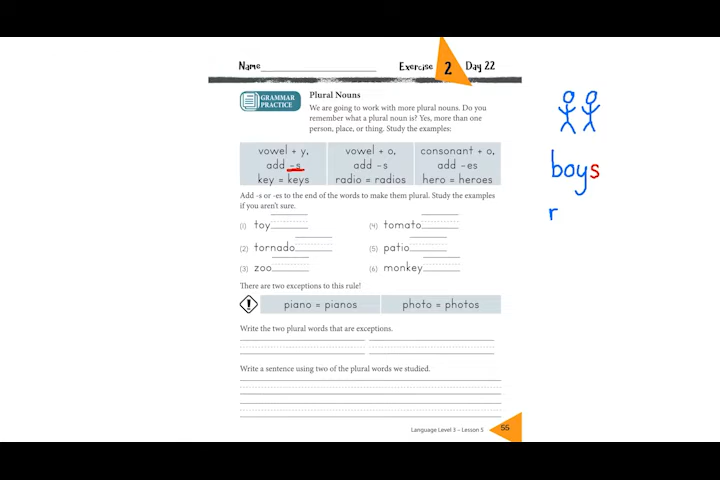 Name
Exercise 2 Day 22
GRAMMAR PRACTICE
Plural Nouns
We are going to work with more plural nouns. Do you
remember what a plural noun is? Yes, more than one
person, place, or thing. Study the examples:
vowel + y,
add -s
key = keys
vowel + o,
add -s
radio = radios
consonant + o,
add -es
hero = heroes
Add -s or -es to the end of the words to make them plural. Study the examples
if you aren't sure.
(1) toy
(2) tornado
(3) zoo
(4) tomato
(5) patio
(6) monkey
There are two exceptions to this rule!
! piano = pianos photo = photos
Write the two plural words that are exceptions.
Write a sentence using two of the plural words we studied.
Language Level 3 – Lesson 5 55
boys
r